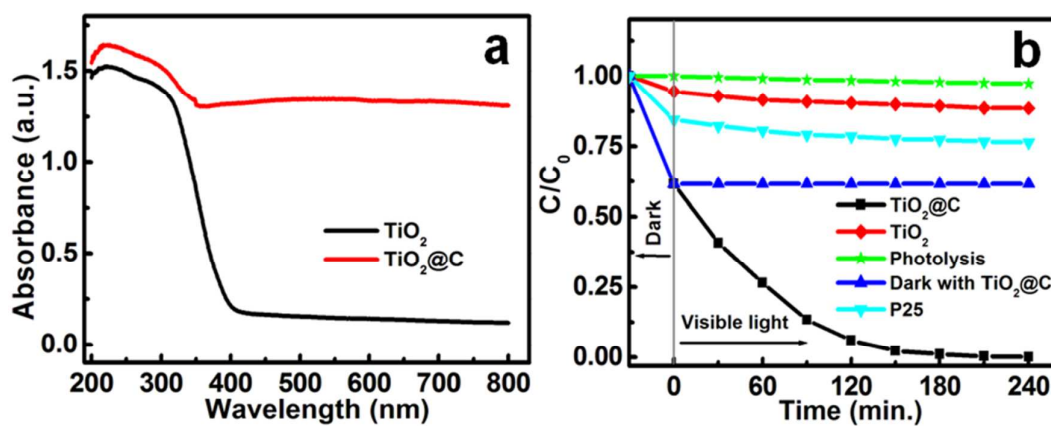 a
Absorbance (a.u.)
1.5
1.0
0.5
0.0
TiO₂
TiO₂@C
200 300 400 500 600 700 800
Wavelength (nm)
b
C/C₀
1.00
0.75
0.50
0.25
0.00
Dark
Visible light
TiO₂@C
TiO₂
Photolysis
Dark with TiO₂@C
P25
0 60 120 180 240
Time (min.)